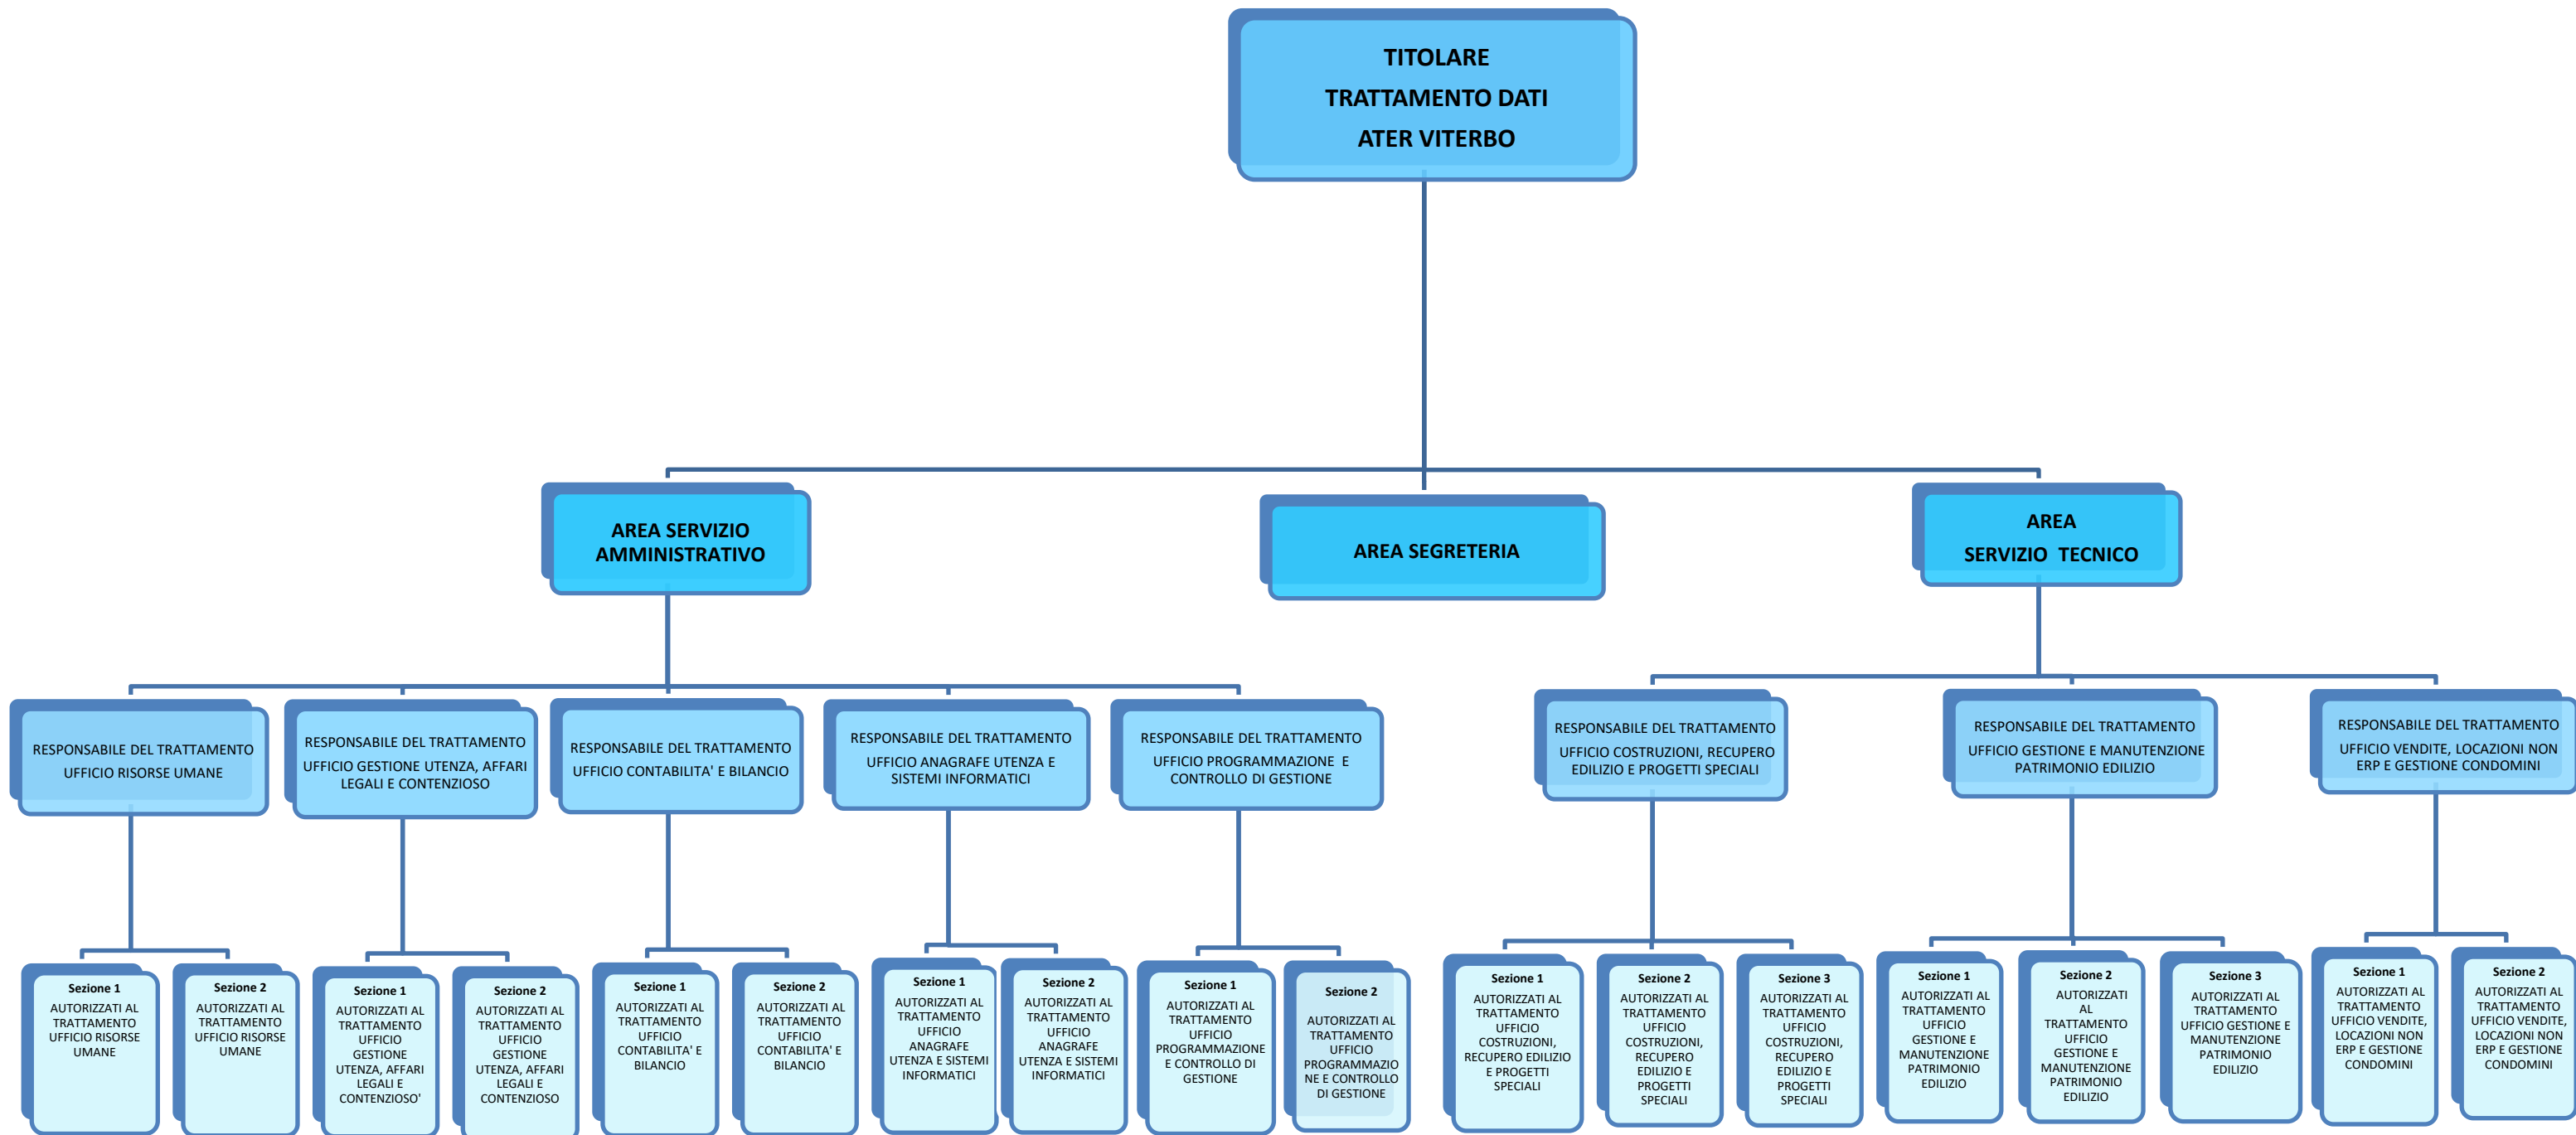 TITOLARE
TRATTAMENTO DATI
ATER VITERBO
AREA SERVIZIO
AMMINISTRATIVO
AREA SEGRETERIA
AREA
SERVIZIO TECNICO
RESPONSABILE DEL TRATTAMENTO
UFFICIO RISORSE UMANE
RESPONSABILE DEL TRATTAMENTO
UFFICIO GESTIONE UTENZA, AFFARI
LEGALI E CONTENZIOSO
RESPONSABILE DEL TRATTAMENTO
UFFICIO CONTABILITA' E BILANCIO
RESPONSABILE DEL TRATTAMENTO
UFFICIO ANAGRAFE UTENZA E
SISTEMI INFORMATICI
RESPONSABILE DEL TRATTAMENTO
UFFICIO PROGRAMMAZIONE E
CONTROLLO DI GESTIONE
RESPONSABILE DEL TRATTAMENTO
UFFICIO COSTRUZIONI, RECUPERO
EDILIZIO E PROGETTI SPECIALI
RESPONSABILE DEL TRATTAMENTO
UFFICIO GESTIONE E MANUTENZIONE
PATRIMONIO EDILIZIO
RESPONSABILE DEL TRATTAMENTO
UFFICIO VENDITE, LOCAZIONI NON
ERP E GESTIONE CONDOMINI
Sezione 1
AUTORIZZATI AL
TRATTAMENTO
UFFICIO RISORSE
UMANE
Sezione 2
AUTORIZZATI AL
TRATTAMENTO
UFFICIO RISORSE
UMANE
Sezione 1
AUTORIZZATI AL
TRATTAMENTO
UFFICIO
GESTIONE
UTENZA, AFFARI
LEGALI E
CONTENZIOSO'
Sezione 2
AUTORIZZATI AL
TRATTAMENTO
UFFICIO
GESTIONE
UTENZA, AFFARI
LEGALI E
CONTENZIOSO
Sezione 1
AUTORIZZATI AL
TRATTAMENTO
UFFICIO
CONTABILITA' E
BILANCIO
Sezione 2
AUTORIZZATI AL
TRATTAMENTO
UFFICIO
CONTABILITA' E
BILANCIO
Sezione 1
AUTORIZZATI AL
TRATTAMENTO
UFFICIO
ANAGRAFE
UTENZA E SISTEMI
INFORMATICI
Sezione 2
AUTORIZZATI AL
TRATTAMENTO
UFFICIO
ANAGRAFE
UTENZA E SISTEMI
INFORMATICI
Sezione 1
AUTORIZZATI AL
TRATTAMENTO
UFFICIO
PROGRAMMAZIONE
E CONTROLLO DI
GESTIONE
Sezione 2
AUTORIZZATI AL
TRATTAMENTO
UFFICIO
PROGRAMMAZIO
NE E CONTROLLO
DI GESTIONE
Sezione 1
AUTORIZZATI AL
TRATTAMENTO
UFFICIO
COSTRUZIONI,
RECUPERO EDILIZIO
E PROGETTI
SPECIALI
Sezione 2
AUTORIZZATI AL
TRATTAMENTO
UFFICIO
COSTRUZIONI,
RECUPERO
EDILIZIO E
PROGETTI
SPECIALI
Sezione 3
AUTORIZZATI AL
TRATTAMENTO
UFFICIO
COSTRUZIONI,
RECUPERO
EDILIZIO E
PROGETTI
SPECIALI
Sezione 1
AUTORIZZATI AL
TRATTAMENTO
UFFICIO
GESTIONE E
MANUTENZIONE
PATRIMONIO
EDILIZIO
Sezione 2
AUTORIZZATI
AL
TRATTAMENTO
UFFICIO
GESTIONE E
MANUTENZIONE
PATRIMONIO
EDILIZIO
Sezione 3
AUTORIZZATI AL
TRATTAMENTO
UFFICIO GESTIONE E
MANUTENZIONE
PATRIMONIO
EDILIZIO
Sezione 1
AUTORIZZATI AL
TRATTAMENTO
UFFICIO VENDITE,
LOCAZIONI NON
ERP E GESTIONE
CONDOMINI
Sezione 2
AUTORIZZATI AL
TRATTAMENTO
UFFICIO VENDITE,
LOCAZIONI NON
ERP E GESTIONE
CONDOMINI